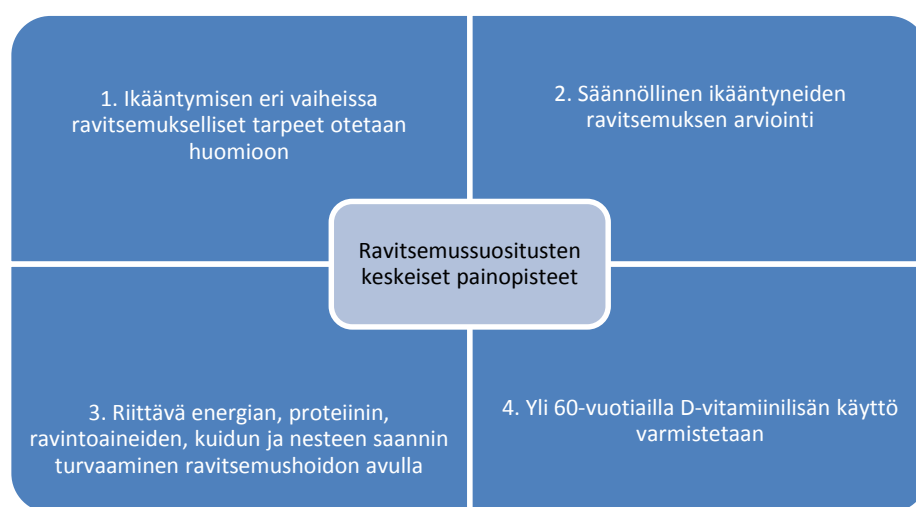 1. Ikääntymisen eri vaiheissa
ravitsemukselliset tarpeet otetaan
huomioon
2. Säännöllinen ikääntyneiden
ravitsemuksen arviointi
Ravitsemussuositusten
keskeiset painopisteet
3. Riittävä energian, proteiinin,
ravintoaineiden, kuidun ja nesteen saannin
turvaaminen ravitsemushoidon avulla
4. Yli 60-vuotiailla D-vitamiinilisän käyttö
varmistetaan